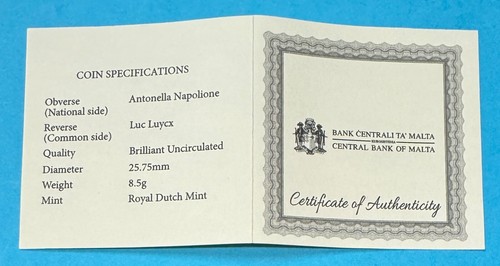 COIN SPECIFICATIONS
Obverse Antonella Napolione
(National side)
Reverse Luc Luycx
(Common side)
Quality Brilliant Uncirculated
Diameter 25.75mm
Weight 8.5g
Mint Royal Dutch Mint
BANK ĊENTRALI TA' MALTA
EUROSISTEMA
CENTRAL BANK OF MALTA
Certificate of Authenticity